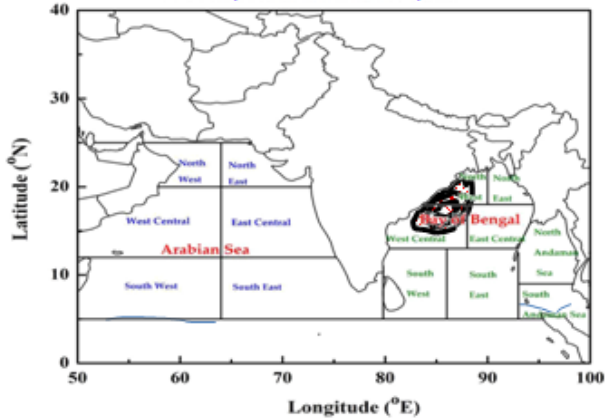 40
30
20
10
0
Latitude (°N)
50
60
70
80
90
100
Longitude (°E)
North
West
North
East
West Central
East Central
Arabian Sea
South West
South East
North
West
North
East
Bay of Bengal
West Central
East Central
South
West
South
East
North
Andaman
Sea
South
Andaman Sea